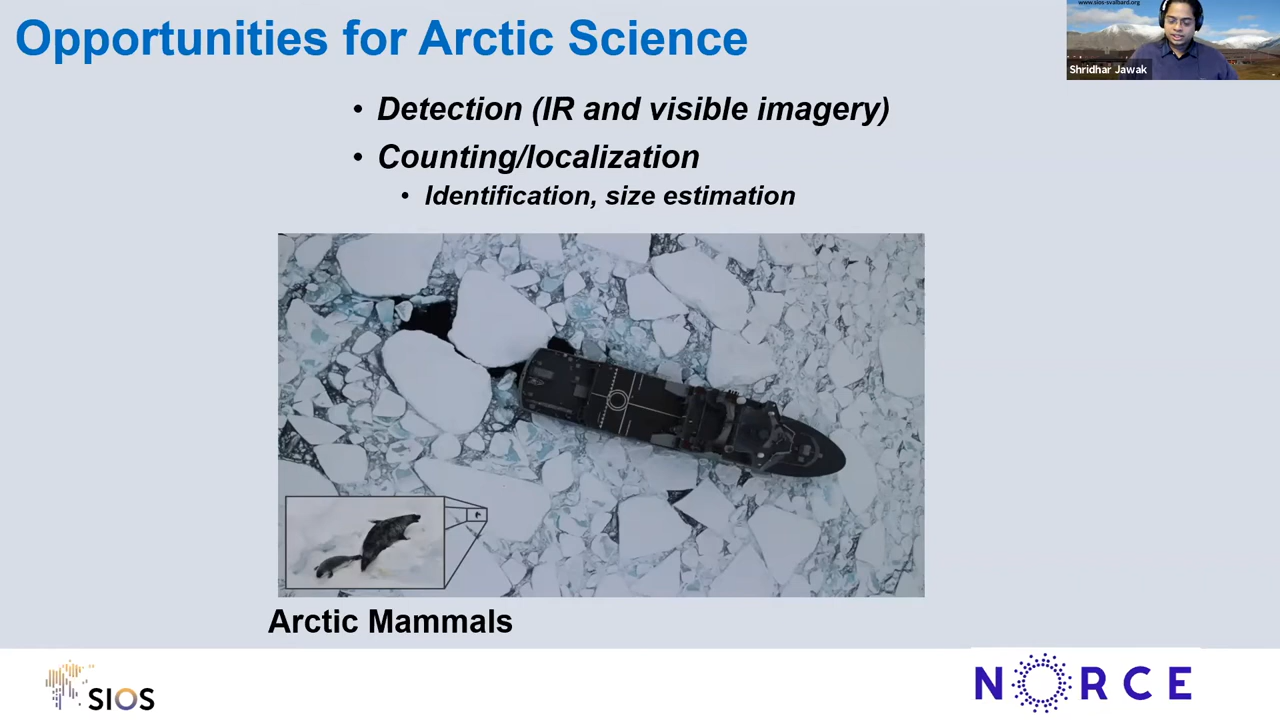 Opportunities for Arctic Science
www.sios-svalbard.org
Shridhar Jawak
• Detection (IR and visible imagery)
• Counting/localization
• Identification, size estimation
Arctic Mammals
SIOS
NORCE